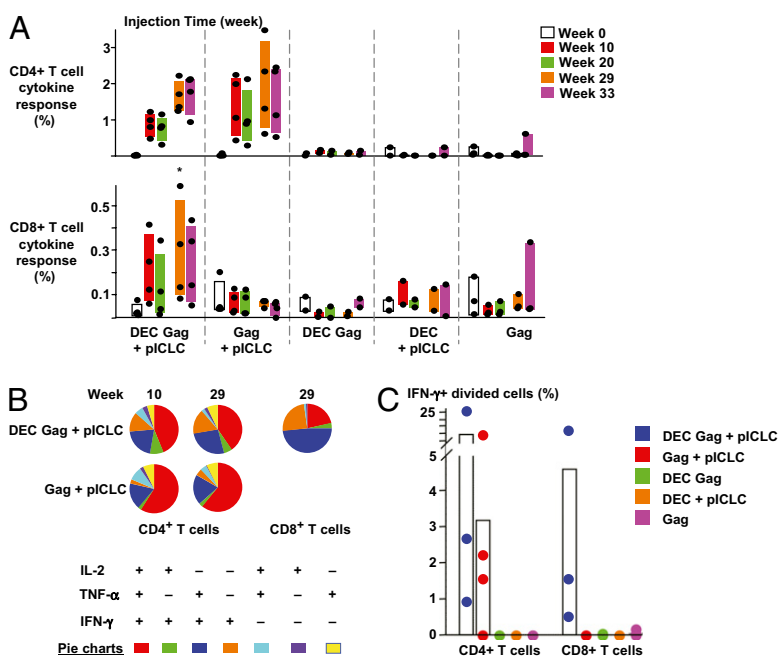 A
Injection Time (week)
Week 0
Week 10
Week 20
Week 29
Week 33
CD4+ T cell
cytokine
response
(%)
3
2
1
CD8+ T cell
cytokine
response
(%)
0.5
0.3
0.1
*
DEC Gag
+ pICLC
Gag
+ pICLC
DEC Gag
DEC
+ pICLC
Gag
B
Week 10 29 29
DEC Gag + pICLC
Gag + pICLC
CD4+ T cells
CD8+ T cells
IL-2 + + – – + + –
TNF-α + – + – + – +
IFN-γ + + + + – – –
Pie charts
C
IFN-γ+ divided cells (%)
25
5
4
3
2
1
0
CD4+ T cells
CD8+ T cells
DEC Gag + pICLC
Gag + pICLC
DEC Gag
DEC + pICLC
Gag